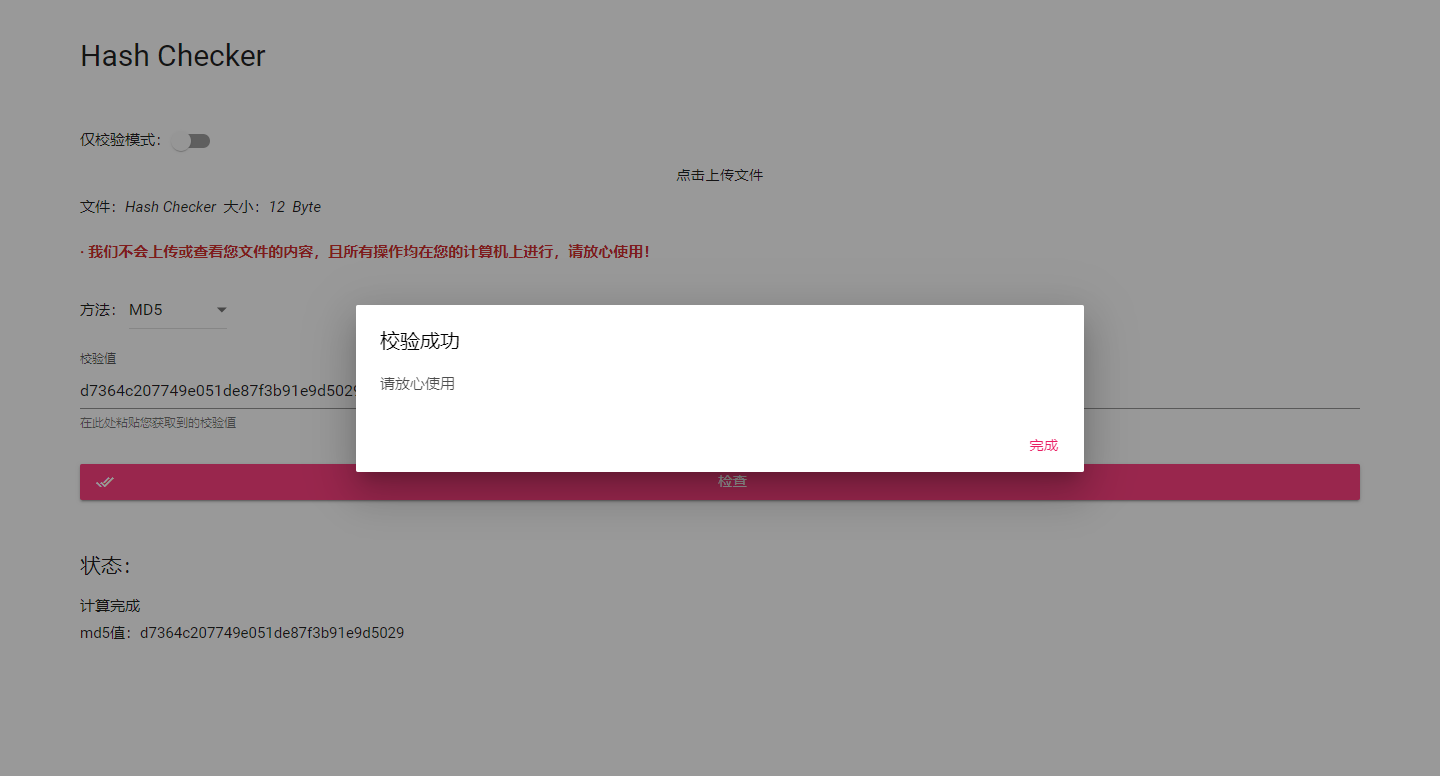 Hash Checker
仅校验模式：
点击上传文件
文件：Hash Checker 大小：12 Byte
· 我们不会上传或查看您文件的内容，且所有操作均在您的计算机上进行，请放心使用！
方法： MD5
校验成功
请放心使用
完成
校验值
d7364c207749e051de87f3b91e9d5029
在此处粘贴您获取到的校验值
检查
状态：
计算完成
md5值：d7364c207749e051de87f3b91e9d5029